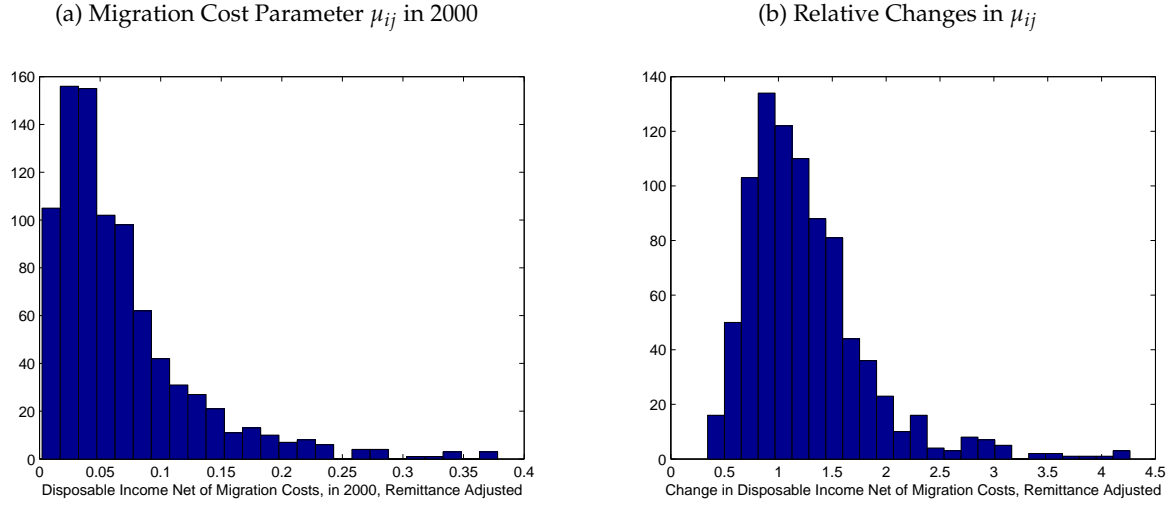 (a) Migration Cost Parameter μij in 2000
160
140
120
100
80
60
40
20
0
0 0.05 0.1 0.15 0.2 0.25 0.3 0.35 0.4
Disposable Income Net of Migration Costs, in 2000, Remittance Adjusted
(b) Relative Changes in μij
140
120
100
80
60
40
20
0
0 0.5 1 1.5 2 2.5 3 3.5 4 4.5
Change in Disposable Income Net of Migration Costs, Remittance Adjusted